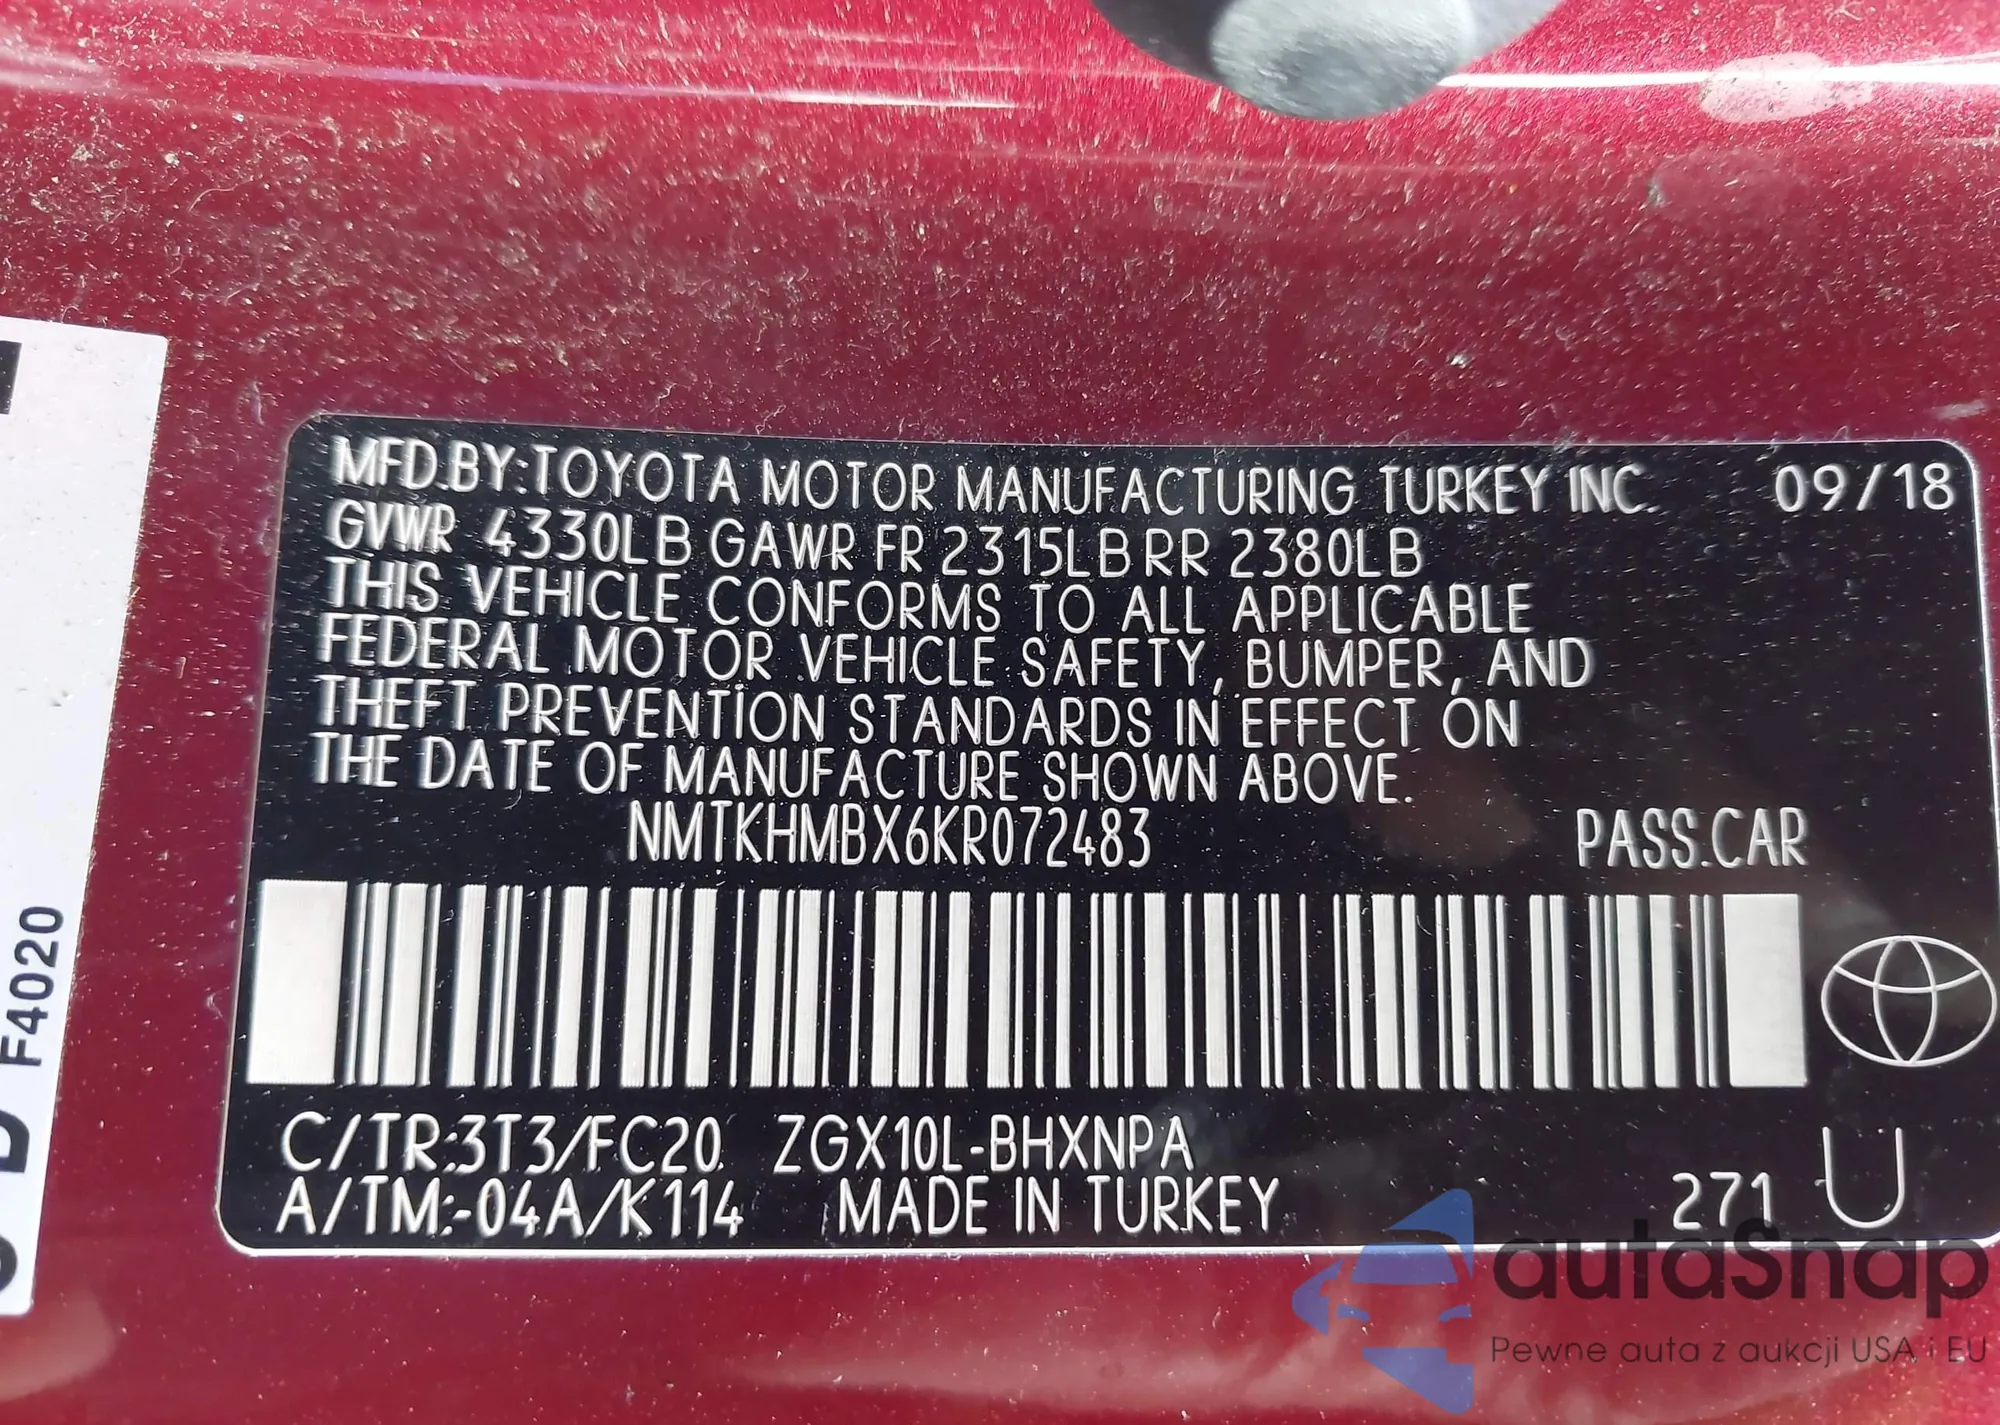 MFD.BY:TOYOTA MOTOR MANUFACTURING TURKEY INC. 09/18
GVWR 4330LB GAWR FR 2315LB RR 2380LB
THIS VEHICLE CONFORMS TO ALL APPLICABLE
FEDERAL MOTOR VEHICLE SAFETY, BUMPER, AND
THEFT PREVENTION STANDARDS IN EFFECT ON
THE DATE OF MANUFACTURE SHOWN ABOVE.
NMTKHMBX6KR072483 PASS.CAR
C/TR:3T3/FC20 ZGX10L-BHXNPA
A/TM:-04A/K114 MADE IN TURKEY 271 U
F4020
autaSnap
Pewne auta z aukcji USA i EU